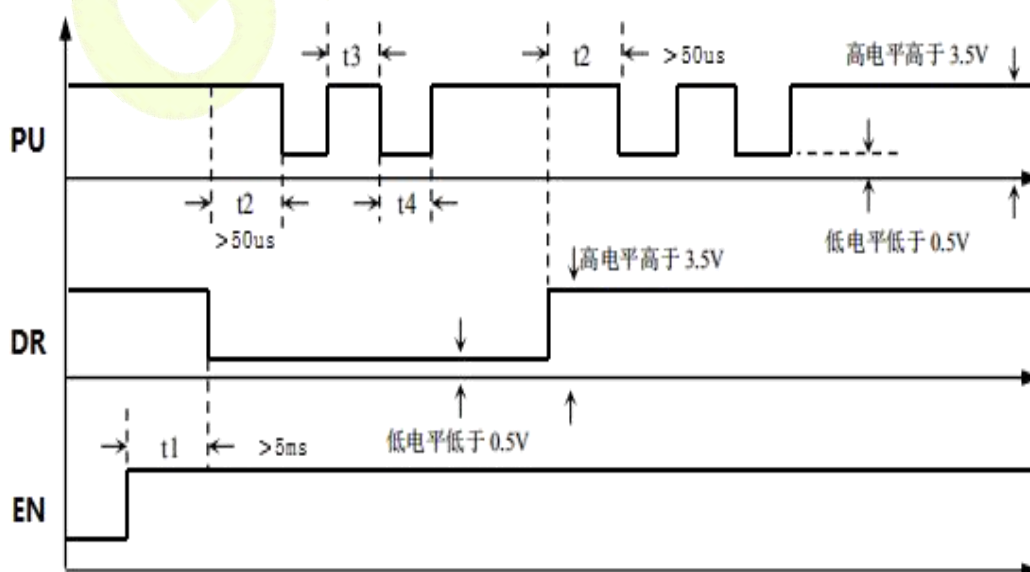 t3
t2
>50us
高电平高于 3.5V
PU
t2
t4
>50us
低电平低于 0.5V
高电平高于 3.5V
DR
低电平低于 0.5V
t1
>5ms
EN